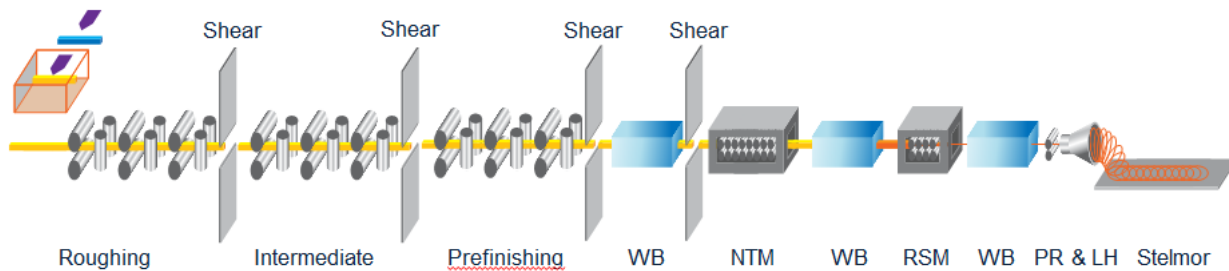 Shear
Shear
Shear
Shear
Roughing
Intermediate
Prefinishing
WB
NTM
WB
RSM
WB
PR & LH
Stelmor